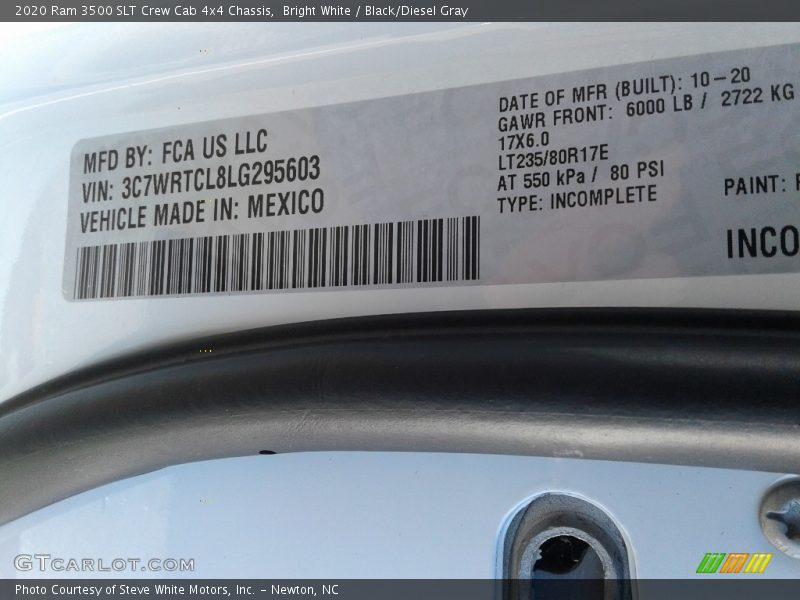 2020 Ram 3500 SLT Crew Cab 4x4 Chassis,  Bright White / Black/Diesel Gray
MFD BY: FCA US LLC
VIN: 3C7WRTCL8LG295603
VEHICLE MADE IN: MEXICO
DATE OF MFR (BUILT): 10-20
GAWR FRONT: 6000 LB / 2722 KG
17X6.0
LT235/80R17E
AT 550 kPa / 80 PSI
TYPE: INCOMPLETE
PAINT:
INCO
GTCARLOT.COM
Photo Courtesy of Steve White Motors, Inc. - Newton, NC